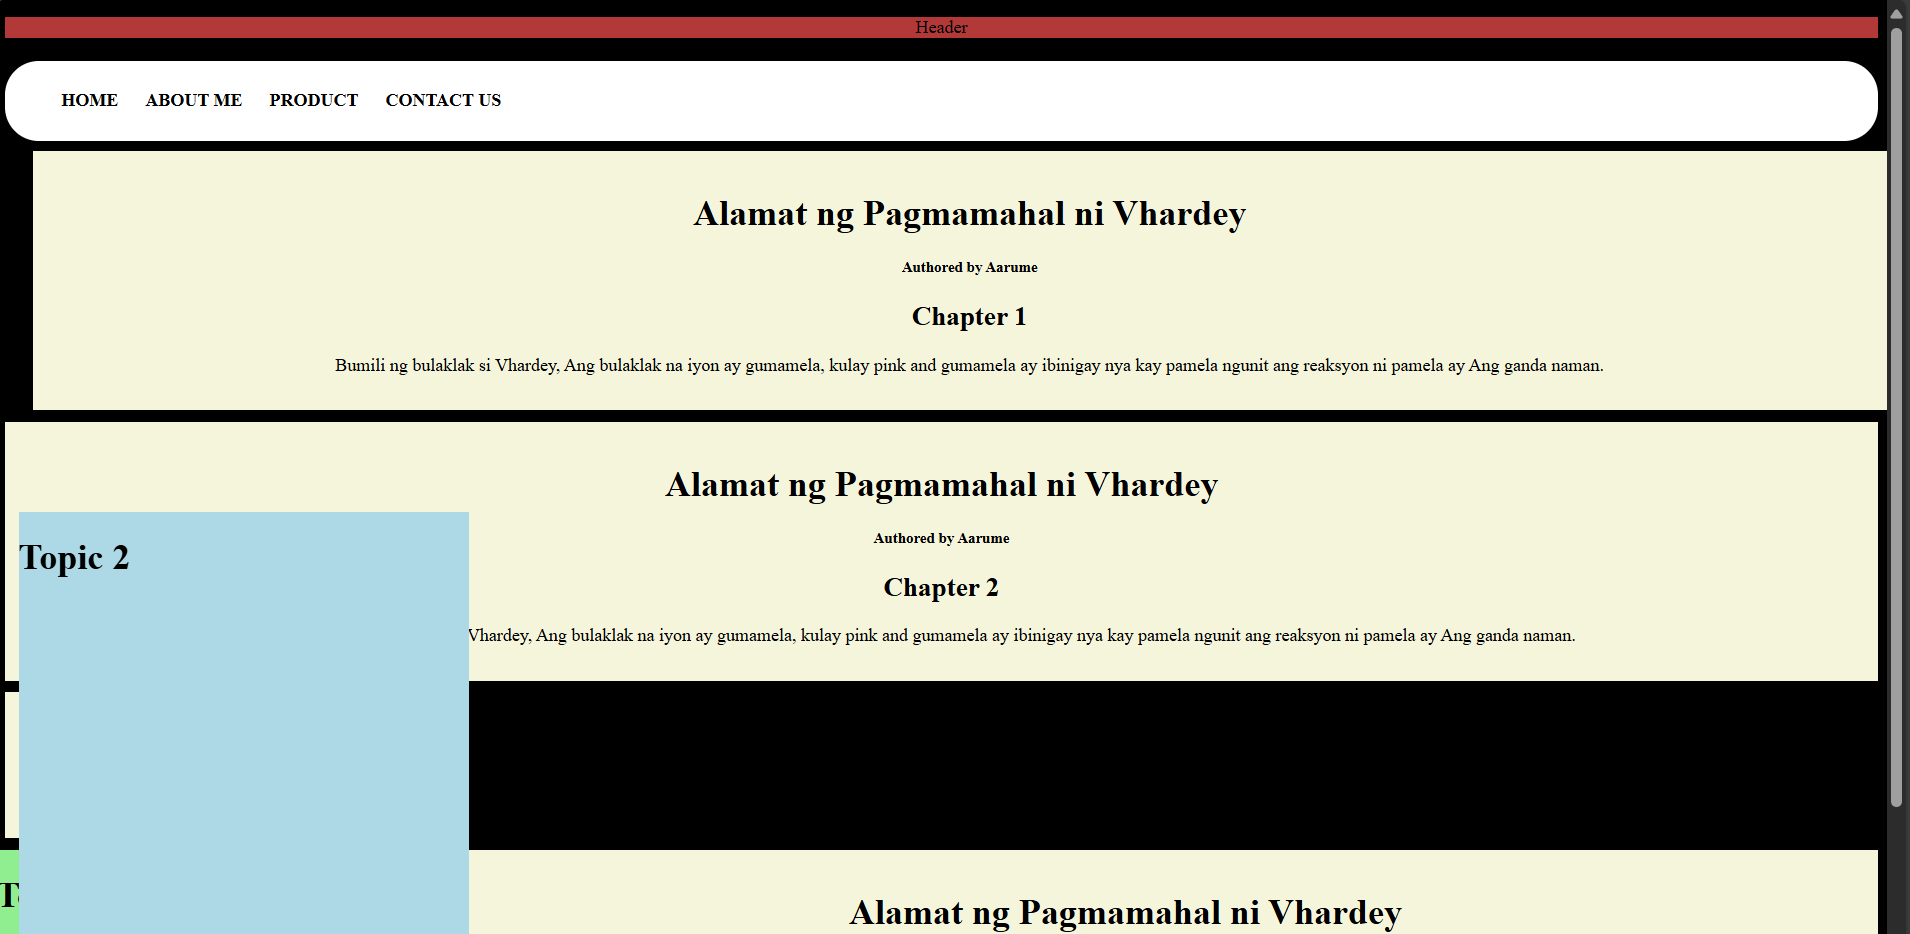 Header
HOME ABOUT ME PRODUCT CONTACT US
Alamat ng Pagmamahal ni Vhardey
Authored by Aarume
Chapter 1
Bumili ng bulaklak si Vhardey, Ang bulaklak na iyon ay gumamela, kulay pink and gumamela ay ibinigay nya kay pamela ngunit ang reaksyon ni pamela ay Ang ganda naman.
Alamat ng Pagmamahal ni Vhardey
Authored by Aarume
Topic 2
Chapter 2
Vhardey, Ang bulaklak na iyon ay gumamela, kulay pink and gumamela ay ibinigay nya kay pamela ngunit ang reaksyon ni pamela ay Ang ganda naman.
Alamat ng Pagmamahal ni Vhardey